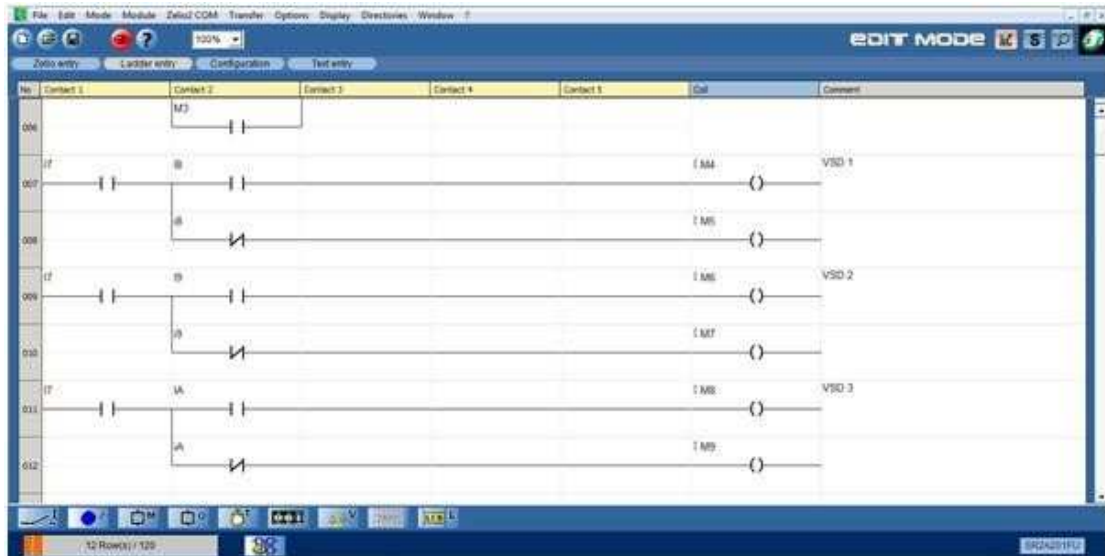 File Edit Mode Module Zelio2 COM Transfer Options Display Directories Window ?
100%
EDIT MODE
S
Zelio entry Ladder entry Configuration Text entry
No Contact 1 Contact 2 Contact 3 Contact 4 Contact 5 Coil Comment
M3
006
I7 I8 [ M4 VSD 1
007
i8 [ M5
008
I7 I9 [ M6 VSD 2
009
i9 [ M7
010
I7 IA [ M8 VSD 3
011
iA [ M9
012
12 Row(s) / 120 SR2A201FU